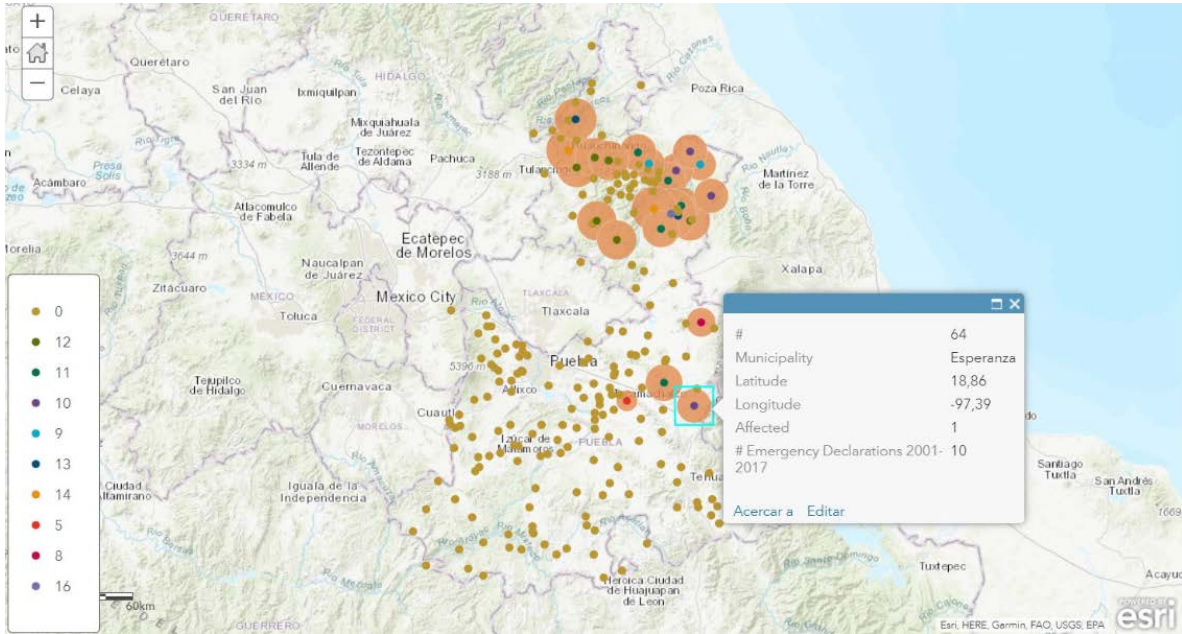 QUERETARO
+
−
Querétaro
Celaya
San Juan
del Río
Ixmiquilpan
HIDALGO
Poza Rica
Mixquiahuala
de Juárez
Tezontepec
de Aldama
Tula de
Allende
Pachuca
3334 m
3188 m
Presa
Solis
Acámbaro
Martínez
de la Torre
Atlacomulco
de Fabela
Ecatepec
de Morelos
3644 m
Naucalpan
de Juárez
Xalapa
Zitácuaro
MEXICO
Mexico City
TLAXCALA
Toluca
FEDERAL
DISTRICT
Tlaxcala
Puebla
5396 m
Tejupilco
de Hidalgo
Cuernavaca
MORELOS
Izúcar de
Matamoros
PUEBLA
Iguala de la
Independencia
Ciudad
Altamirano
Santiago
Tuxtla
San Andrés
Tuxtla
Heroica Ciudad
de Huajuapan
de León
Tuxtepec
GUERRERO
60km
0
12
11
10
9
13
14
5
8
16
# 64
Municipality Esperanza
Latitude 18,86
Longitude -97,39
Affected 1
# Emergency Declarations 2001- 10
2017
Acercar a Editar
Esri, HERE, Garmin, FAO, USGS, EPA
POWERED BY
esri